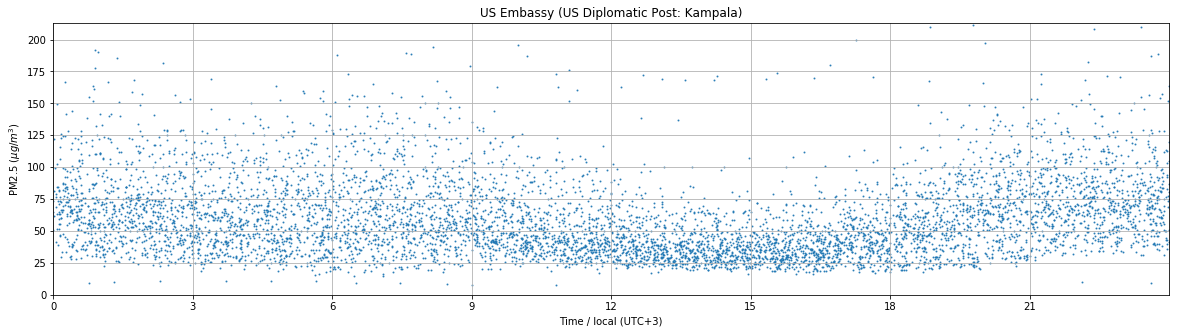 US Embassy (US Diplomatic Post: Kampala)
PM2.5 (μg/m³)
200
175
150
125
100
75
50
25
0
0 3 6 9 12 15 18 21
Time / local (UTC+3)